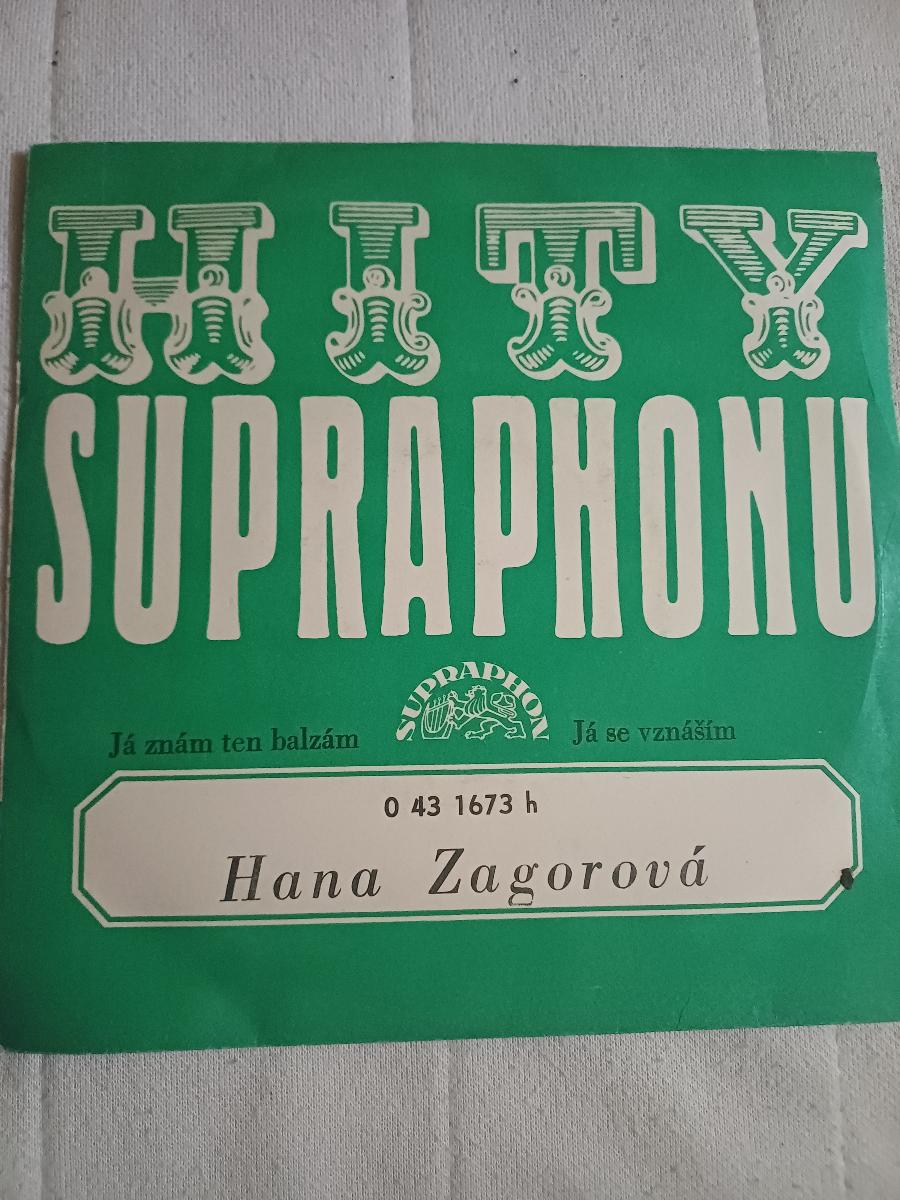 HITY
SUPRAPHONU
SUPRAPHON
Já znám ten balzám
Já se vznáším
0 43 1673 h
Hana Zagorová